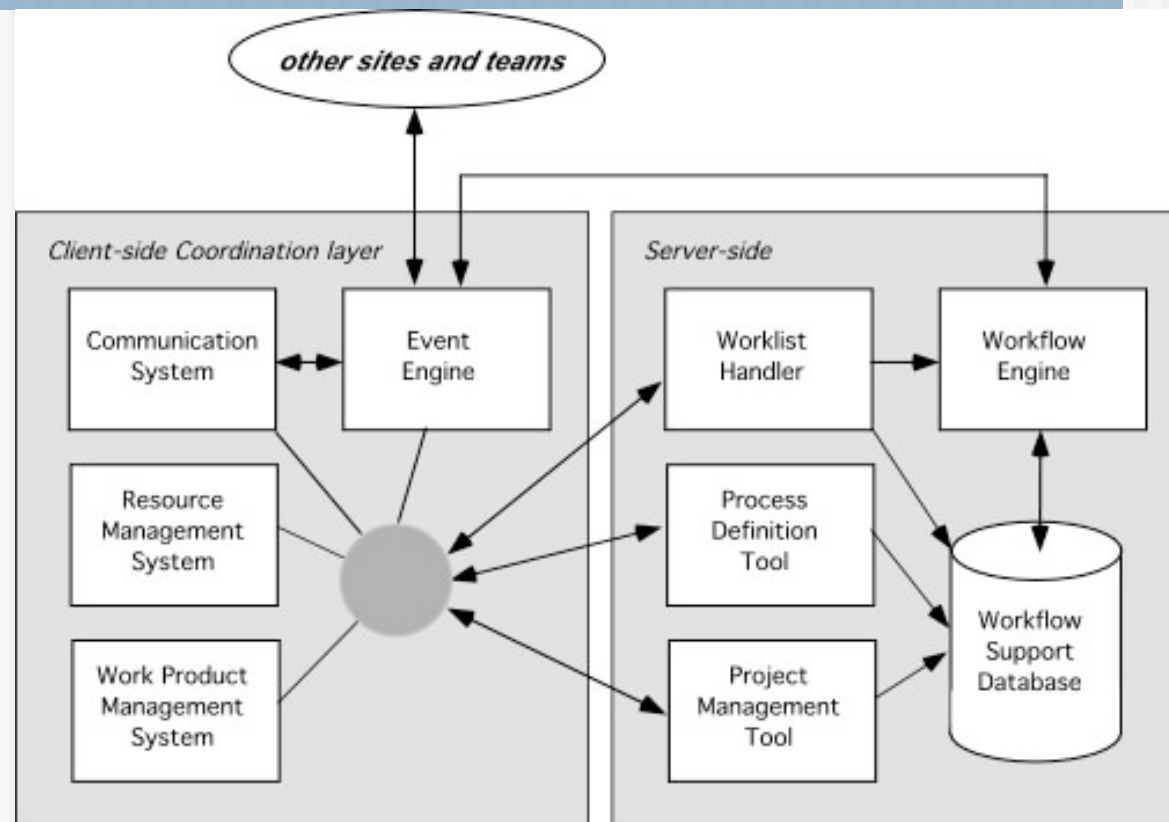 other sites and teams
Client-side Coordination layer
Communication
System
Event
Engine
Resource
Management
System
Work Product
Management
System
Server-side
Worklist
Handler
Workflow
Engine
Process
Definition
Tool
Project
Management
Tool
Workflow
Support
Database